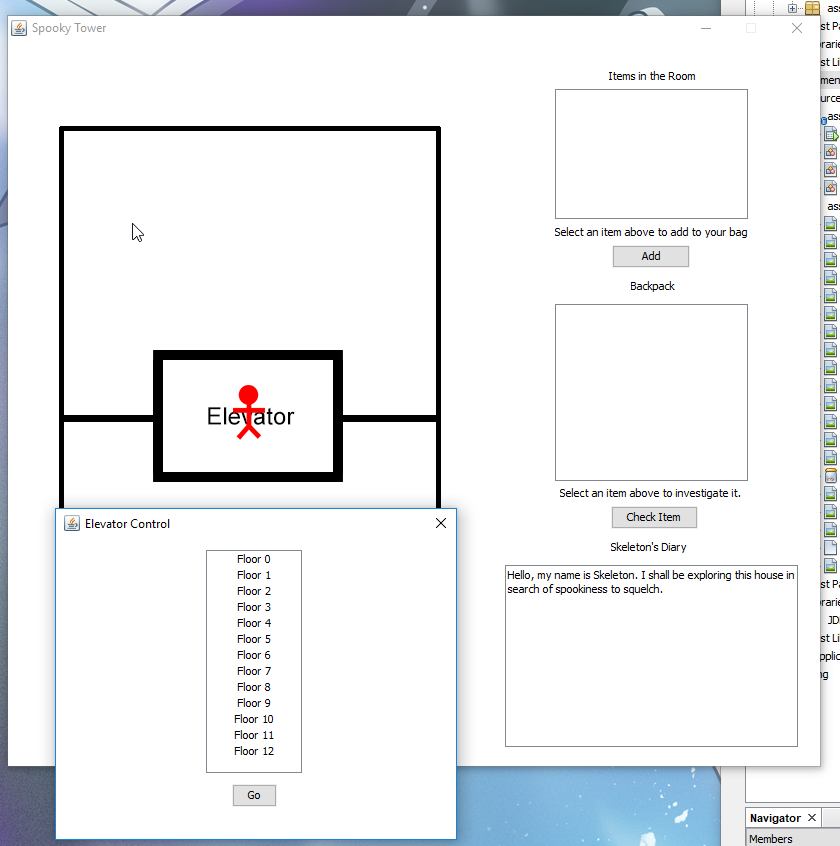 Spooky Tower
Items in the Room
Select an item above to add to your bag
Add
Backpack
Elevator
Select an item above to investigate it.
Check Item
Skeleton's Diary
Hello, my name is Skeleton. I shall be exploring this house in
search of spookiness to squelch.
Elevator Control
Floor 0
Floor 1
Floor 2
Floor 3
Floor 4
Floor 5
Floor 6
Floor 7
Floor 8
Floor 9
Floor 10
Floor 11
Floor 12
Go
Navigator
Members